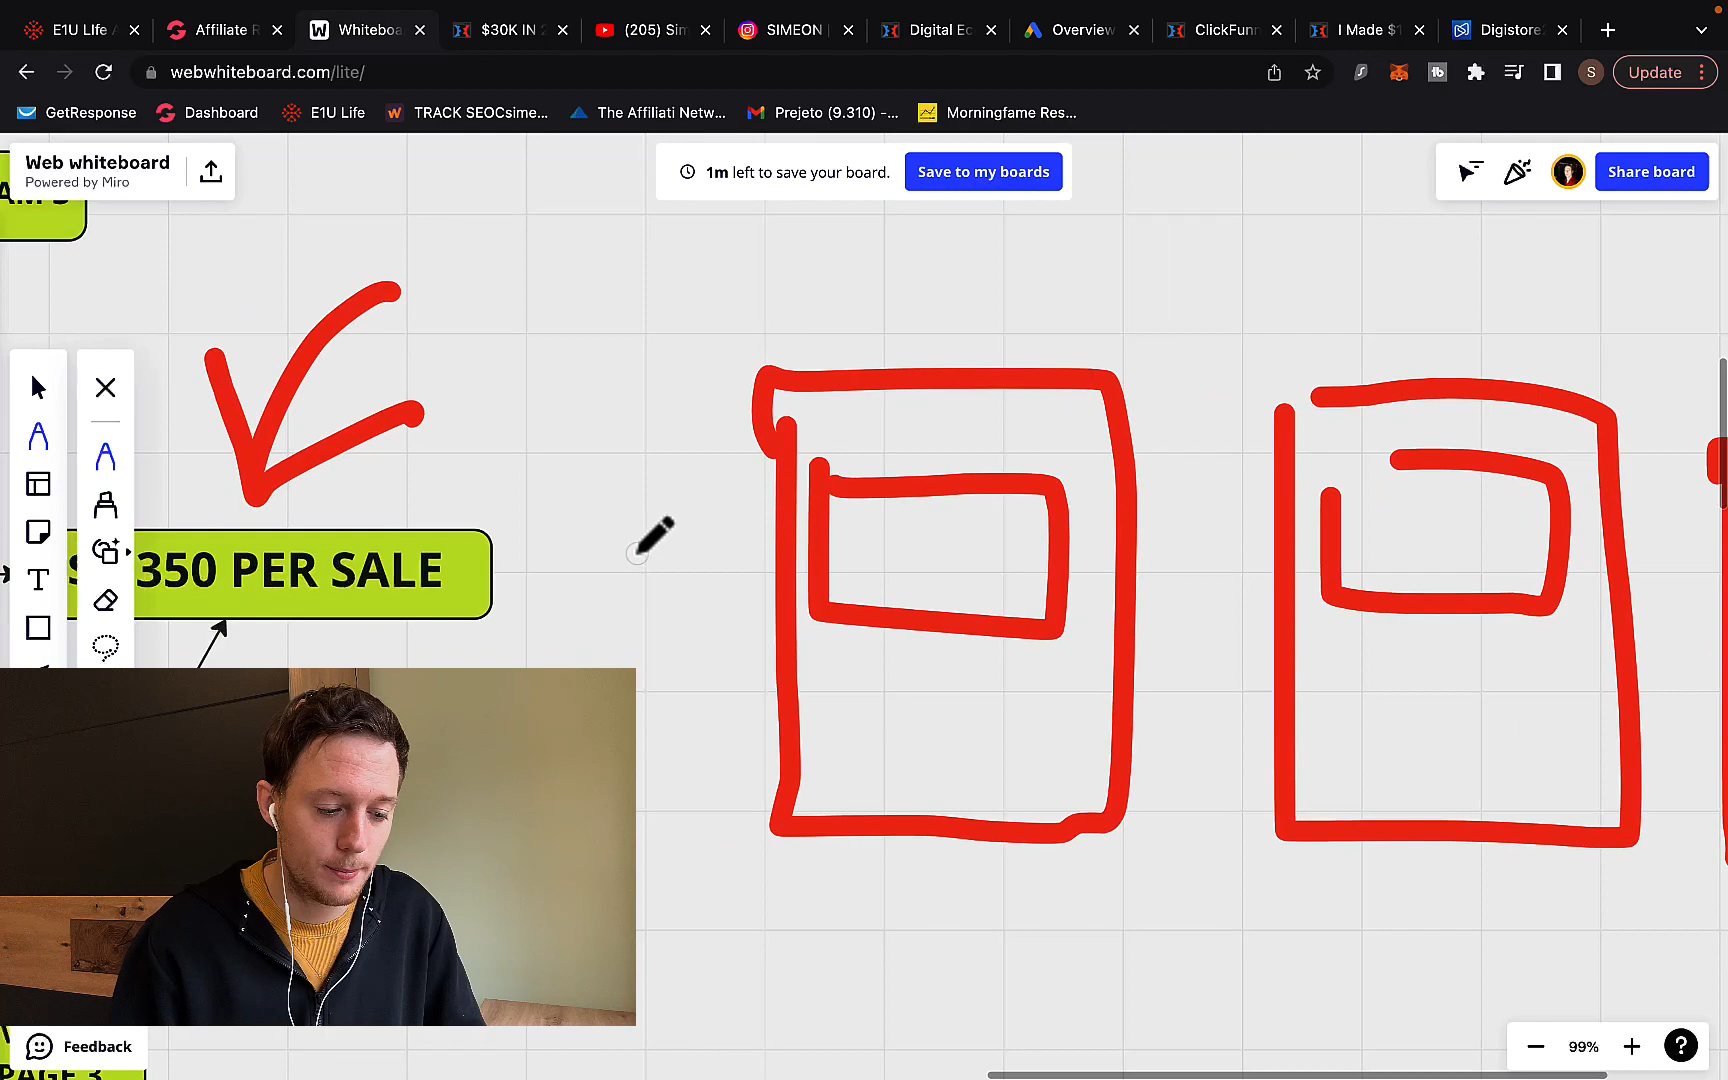 E1U LIfe A
Affiliate R
Whiteboa
$30K IN 2
(205) Sim
SIMEON |
Digital Ec
Overview
ClickFunn
I Made $1
Digistore2
webwhiteboard.com/lite/
S
Update
GetResponse
Dashboard
E1U Life
TRACK SEOCsime...
The Affiliati Netw...
Prejeto (9.310) -...
Morningfame Res...
Web whiteboard
Powered by Miro
1m left to save your board.
Save to my boards
Share board
350 PER SALE
Feedback
PAGE 3
99%